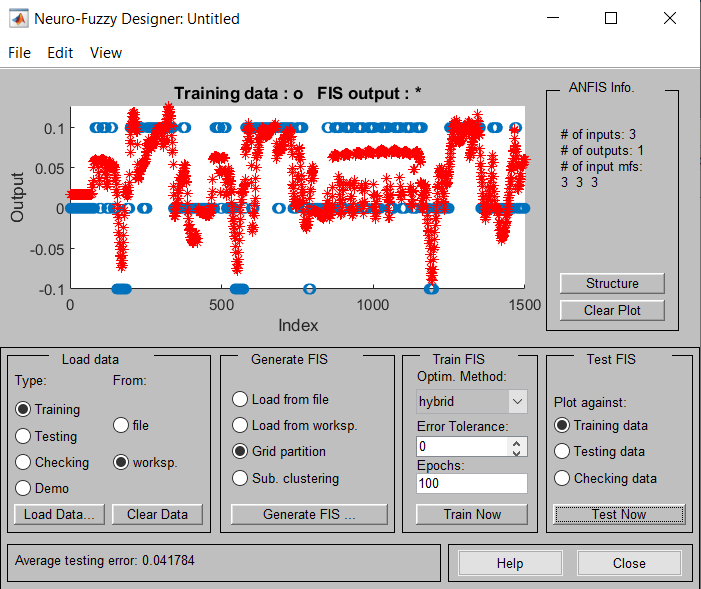 Neuro-Fuzzy Designer: Untitled
File Edit View
Training data : o FIS output : *
0.1
0.05
0
-0.05
-0.1
Output
0 500 1000 1500
Index
ANFIS Info.
# of inputs: 3
# of outputs: 1
# of input mfs:
3 3 3
Structure
Clear Plot
Load data
Type: From:
Training
Testing
Checking
Demo
file
worksp.
Load Data... Clear Data
Generate FIS
Load from file
Load from worksp.
Grid partition
Sub. clustering
Generate FIS ...
Train FIS
Optim. Method:
hybrid
Error Tolerance:
0
Epochs:
100
Train Now
Test FIS
Plot against:
Training data
Testing data
Checking data
Test Now
Average testing error: 0.041784
Help Close